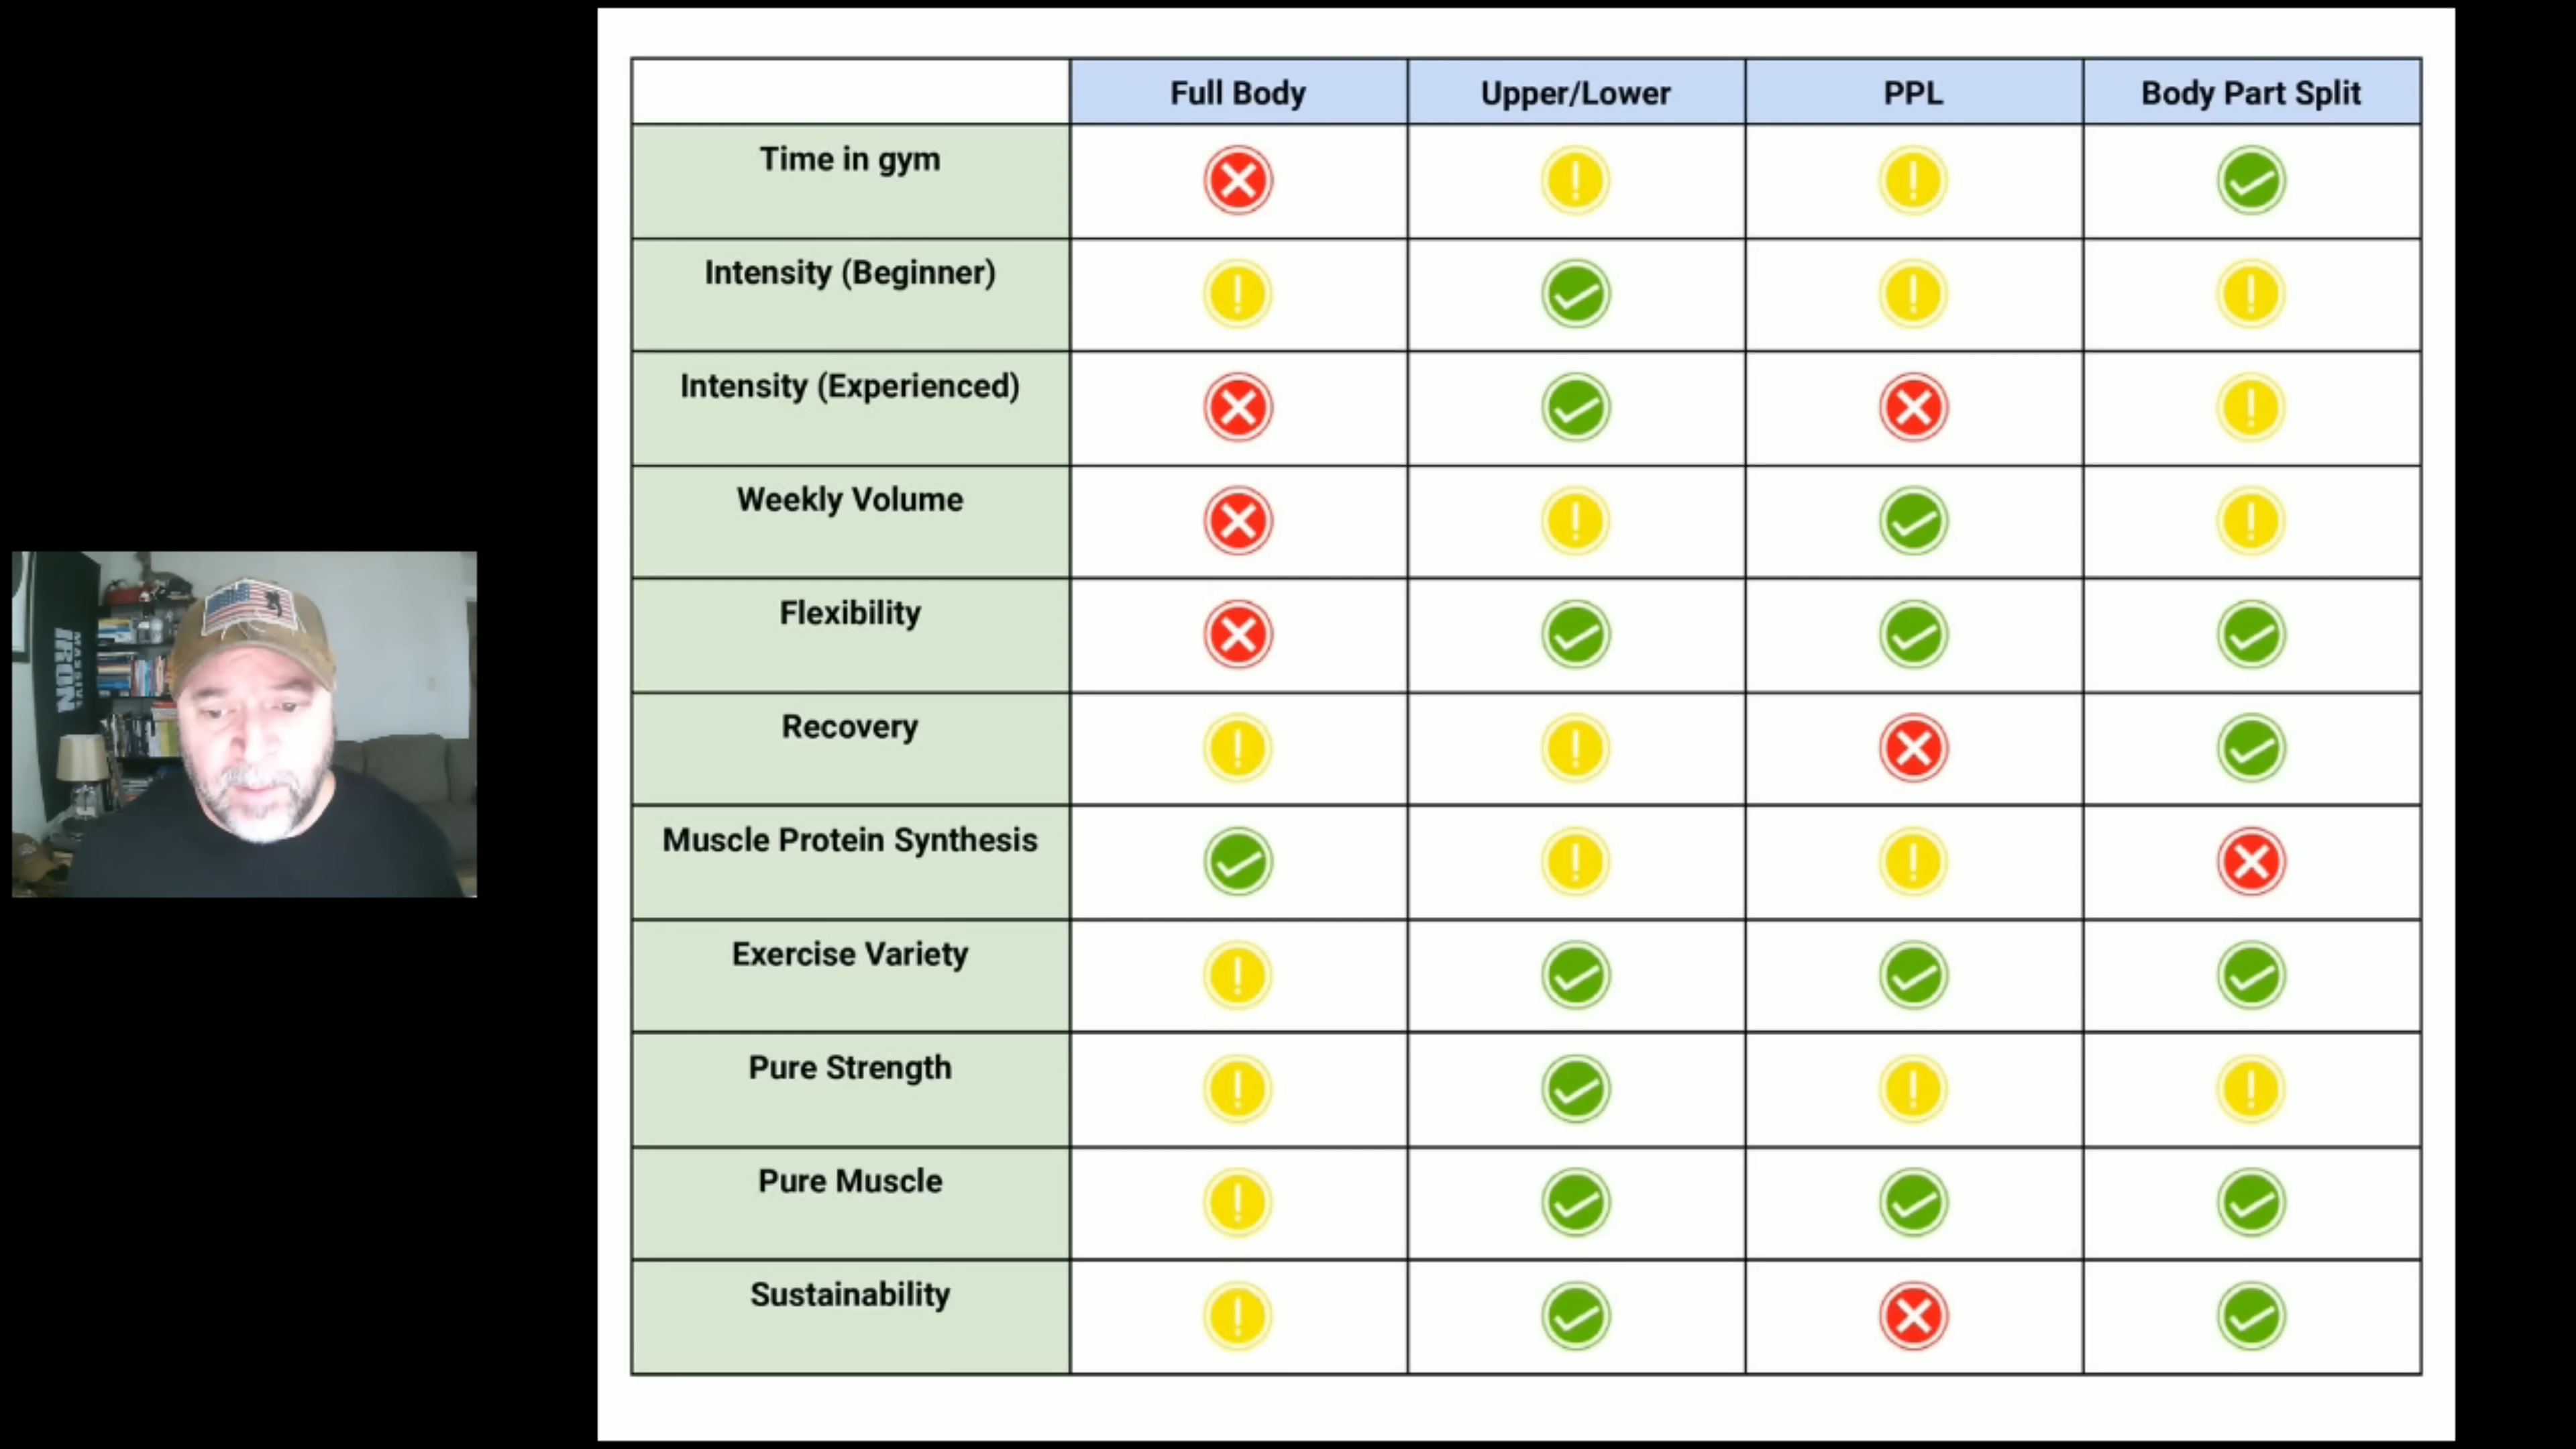 Full Body Upper/Lower PPL Body Part Split
Time in gym
Intensity (Beginner)
Intensity (Experienced)
Weekly Volume
Flexibility
Recovery
Muscle Protein Synthesis
Exercise Variety
Pure Strength
Pure Muscle
Sustainability
MASSIVE
IRON